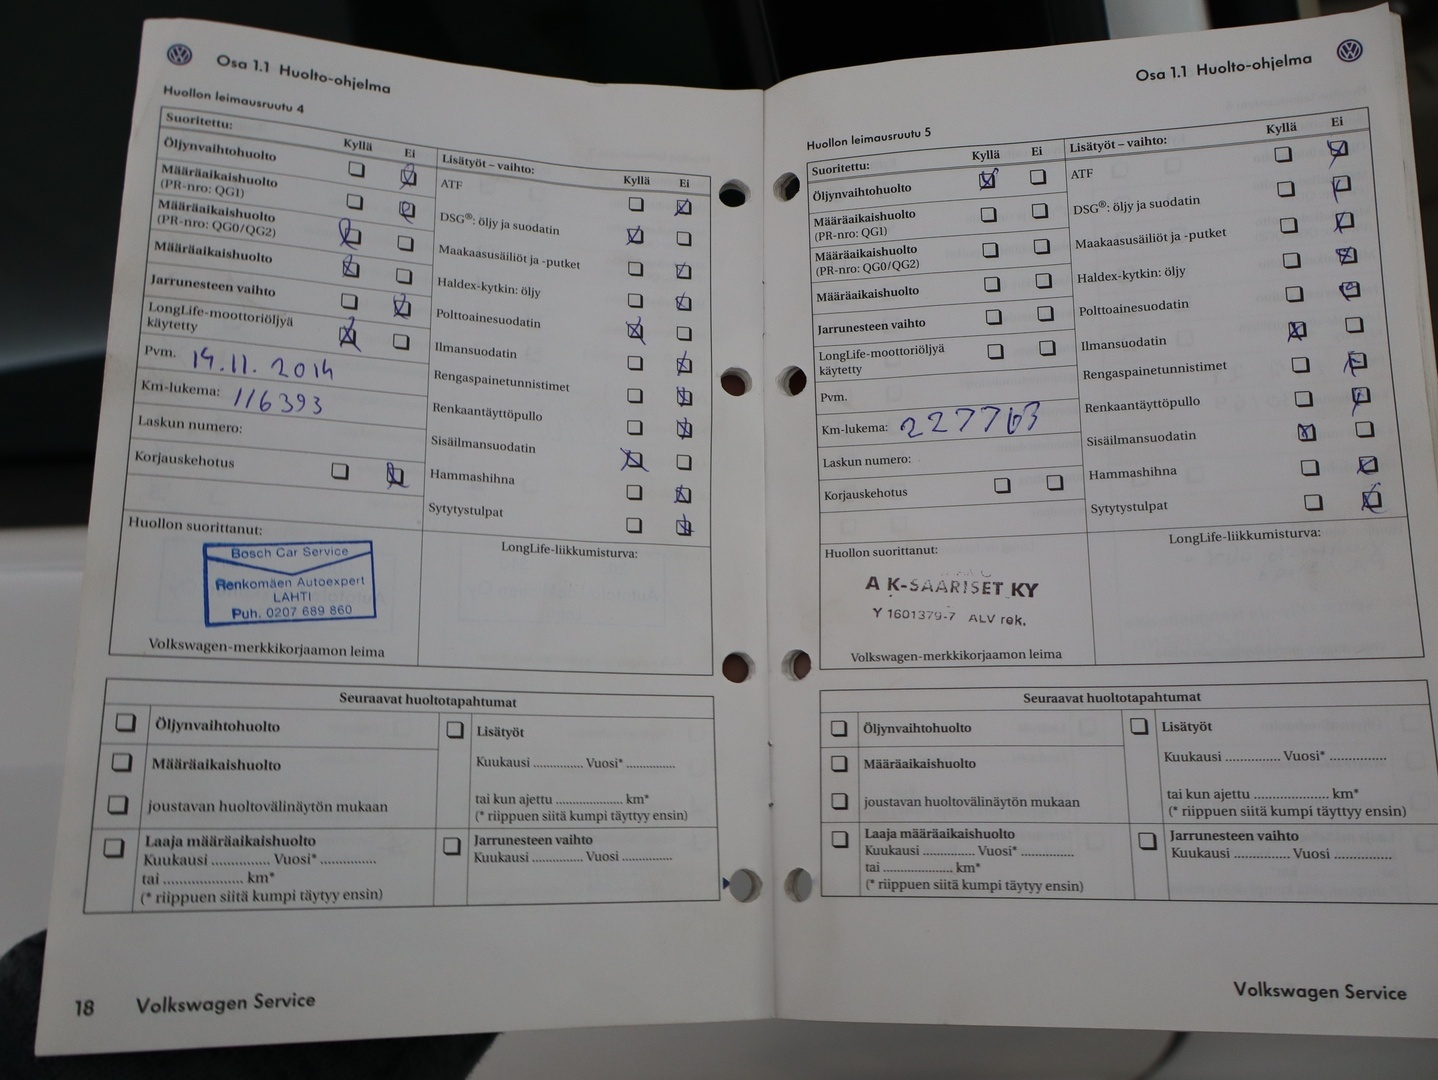 Osa 1.1 Huolto-ohjelma
Huollon leimausruutu 4
Suoritettu:
Kyllä
Ei
Öljynvaihtohuolto
Määräaikaishuolto
(PR-nro: QG1)
Määräaikaishuolto
(PR-nro: QG0/QG2)
Määräaikaishuolto
Jarrunesteen vaihto
LongLife-moottoriöljyä
käytetty
Pvm. 14.11.2014
Km-lukema: 116393
Laskun numero:
Korjauskehotus
Huollon suorittanut:
Bosch Car Service
Renkomäen Autoexpert
LAHTI
Puh. 0207 689 860
Volkswagen-merkkikorjaamon leima
Lisätyöt – vaihto:
Kyllä
Ei
ATF
DSG®: öljy ja suodatin
Maakaasusäiliöt ja -putket
Haldex-kytkin: öljy
Polttoainesuodatin
Ilmansuodatin
Rengaspainetunnistimet
Renkaantäyttöpullo
Sisäilmansuodatin
Hammashihna
Sytytystulpat
LongLife-liikkumisturva:
Seuraavat huoltotapahtumat
Öljynvaihtohuolto
Määräaikaishuolto
joustavan huoltovälinäytön mukaan
Laaja määräaikaishuolto
Kuukausi .............. Vuosi* .............
tai .................... km*
(* riippuen siitä kumpi täytyy ensin)
Lisätyöt
Kuukausi ............ Vuosi* ............
tai kun ajettu ................. km*
(* riippuen siitä kumpi täyttyy ensin)
Jarrunesteen vaihto
Kuukausi ............. Vuosi .............
18 Volkswagen Service
Osa 1.1 Huolto-ohjelma
Huollon leimausruutu 5
Suoritettu:
Kyllä
Ei
Öljynvaihtohuolto
Määräaikaishuolto
(PR-nro: QG1)
Määräaikaishuolto
(PR-nro: QG0/QG2)
Määräaikaishuolto
Jarrunesteen vaihto
LongLife-moottoriöljyä
käytetty
Pvm.
Km-lukema: 227763
Laskun numero:
Korjauskehotus
Huollon suorittanut:
A K-SAARISET KY
Y 1601379-7 ALV rek.
Volkswagen-merkkikorjaamon leima
Lisätyöt – vaihto:
Kyllä
Ei
ATF
DSG®: öljy ja suodatin
Maakaasusäiliöt ja -putket
Haldex-kytkin: öljy
Polttoainesuodatin
Ilmansuodatin
Rengaspainetunnistimet
Renkaantäyttöpullo
Sisäilmansuodatin
Hammashihna
Sytytystulpat
LongLife-liikkumisturva:
Seuraavat huoltotapahtumat
Öljynvaihtohuolto
Määräaikaishuolto
joustavan huoltovälinäytön mukaan
Laaja määräaikaishuolto
Kuukausi ............. Vuosi* .............
tai .................... km*
(* riippuen siitä kumpi täytyy ensin)
Lisätyöt
Kuukausi .............. Vuosi* ..............
tai kun ajettu .................. km*
(* riippuen siitä kumpi täyttyy ensin)
Jarrunesteen vaihto
Kuukausi .............. Vuosi ..............
Volkswagen Service